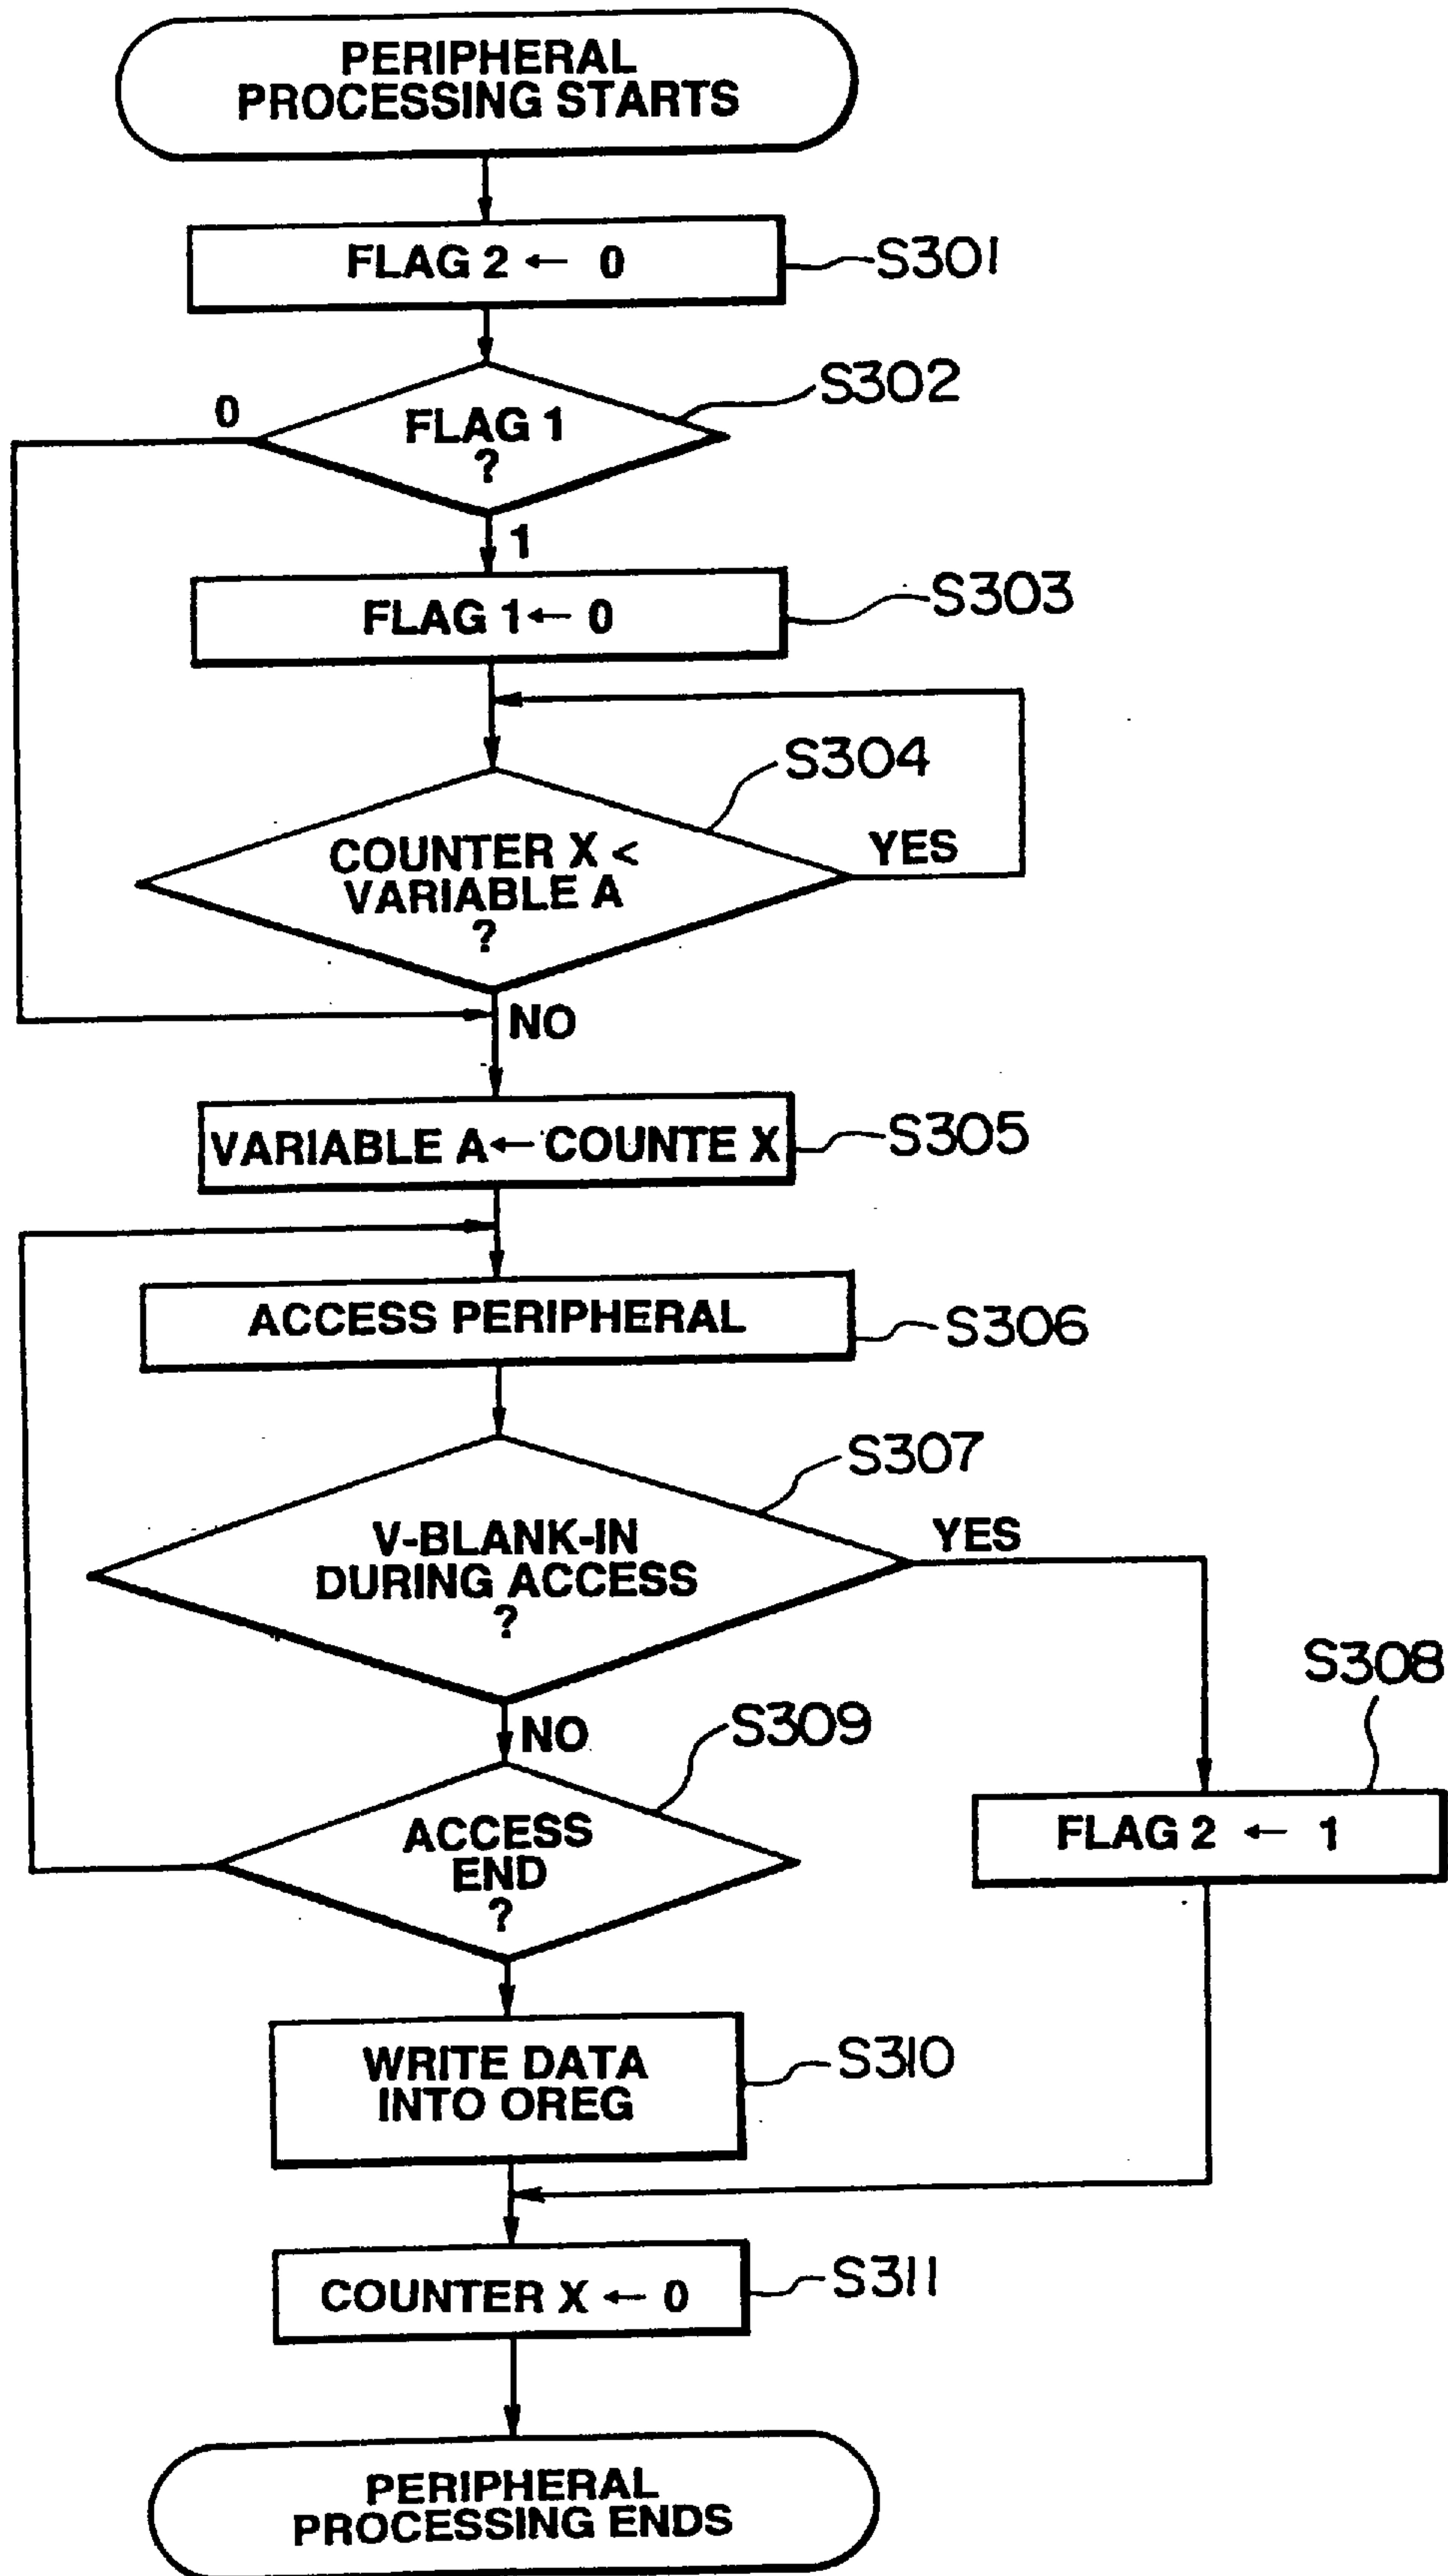 PERIPHERAL
PROCESSING STARTS
FLAG 2 ← 0
S301
0
FLAG 1
?
S302
1
FLAG 1← 0
S303
S304
COUNTER X <
VARIABLE A
?
YES
NO
VARIABLE A← COUNTE X
S305
ACCESS PERIPHERAL
S306
S307
V-BLANK-IN
DURING ACCESS
?
YES
NO
S308
FLAG 2 ← 1
S309
ACCESS
END
?
WRITE DATA
INTO OREG
S310
COUNTER X ← 0
S311
PERIPHERAL
PROCESSING ENDS